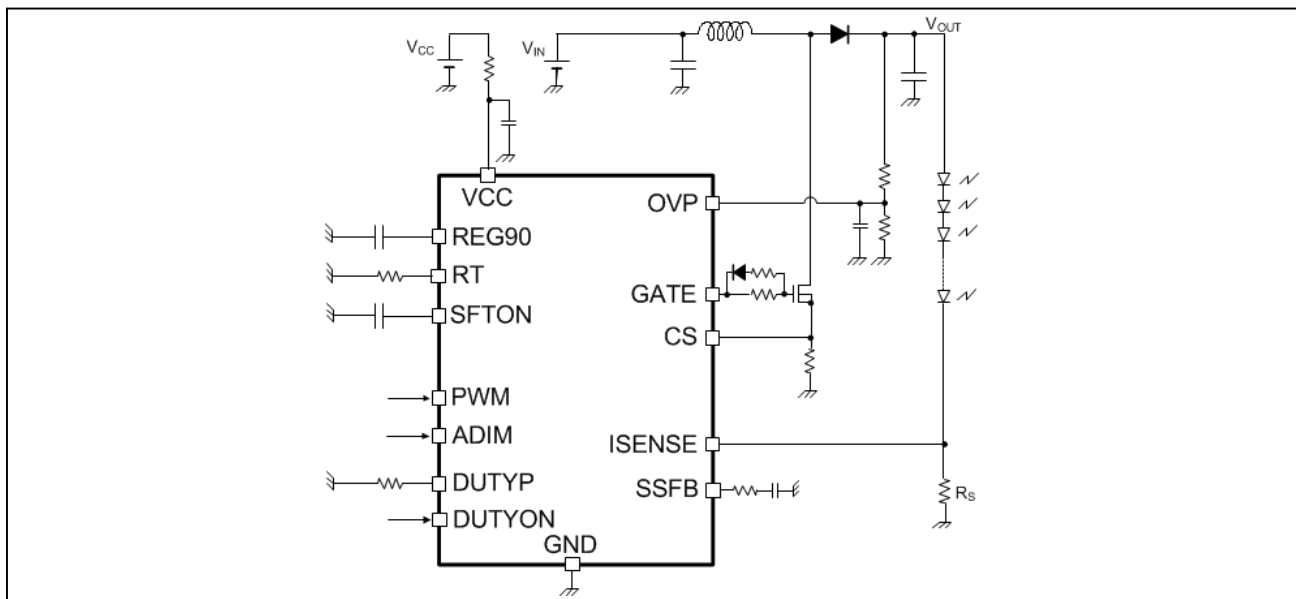 VCC
VIN
VOUT
VCC
OVP
REG90
RT
GATE
SFTON
CS
PWM
ADIM
ISENSE
DUTYP
SSFB
RS
DUTYON
GND